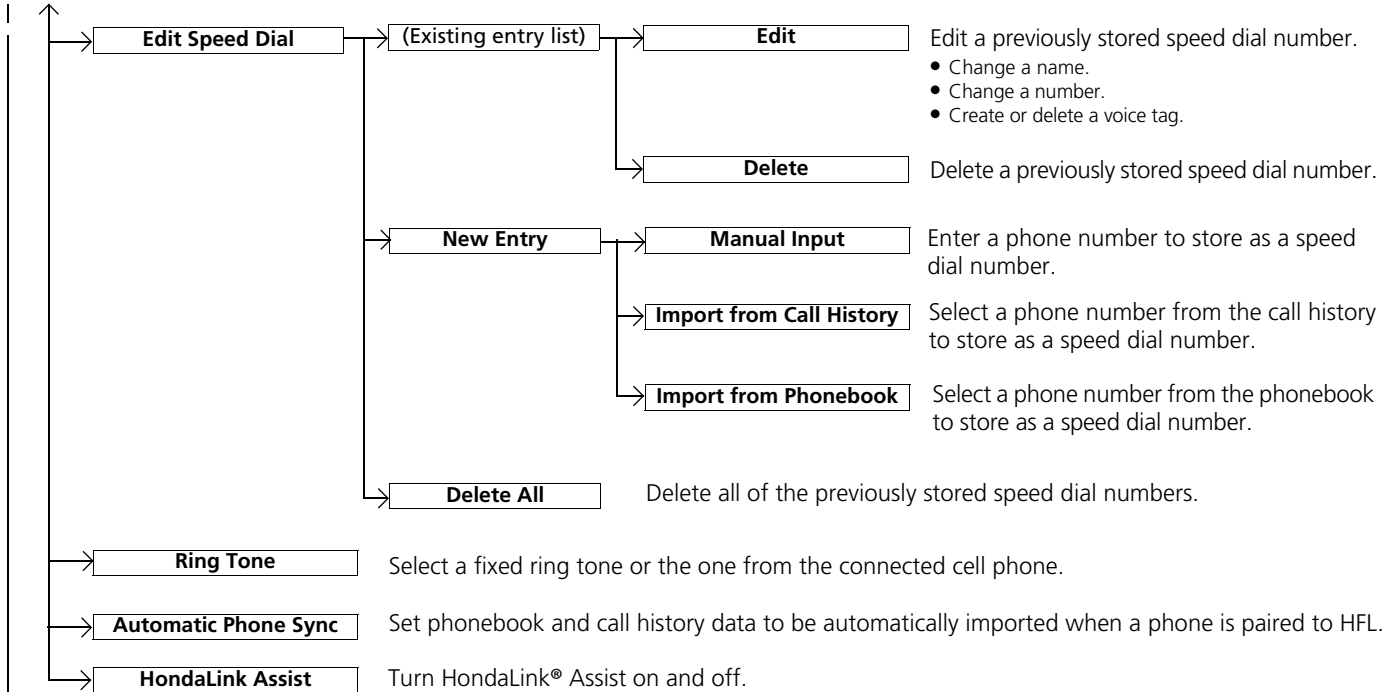 Edit Speed Dial
(Existing entry list)
Edit
Edit a previously stored speed dial number.
• Change a name.
• Change a number.
• Create or delete a voice tag.
Delete
Delete a previously stored speed dial number.
New Entry
Manual Input
Enter a phone number to store as a speed
dial number.
Import from Call History
Select a phone number from the call history
to store as a speed dial number.
Import from Phonebook
Select a phone number from the phonebook
to store as a speed dial number.
Delete All
Delete all of the previously stored speed dial numbers.
Ring Tone
Select a fixed ring tone or the one from the connected cell phone.
Automatic Phone Sync
Set phonebook and call history data to be automatically imported when a phone is paired to HFL.
HondaLink Assist
Turn HondaLink® Assist on and off.